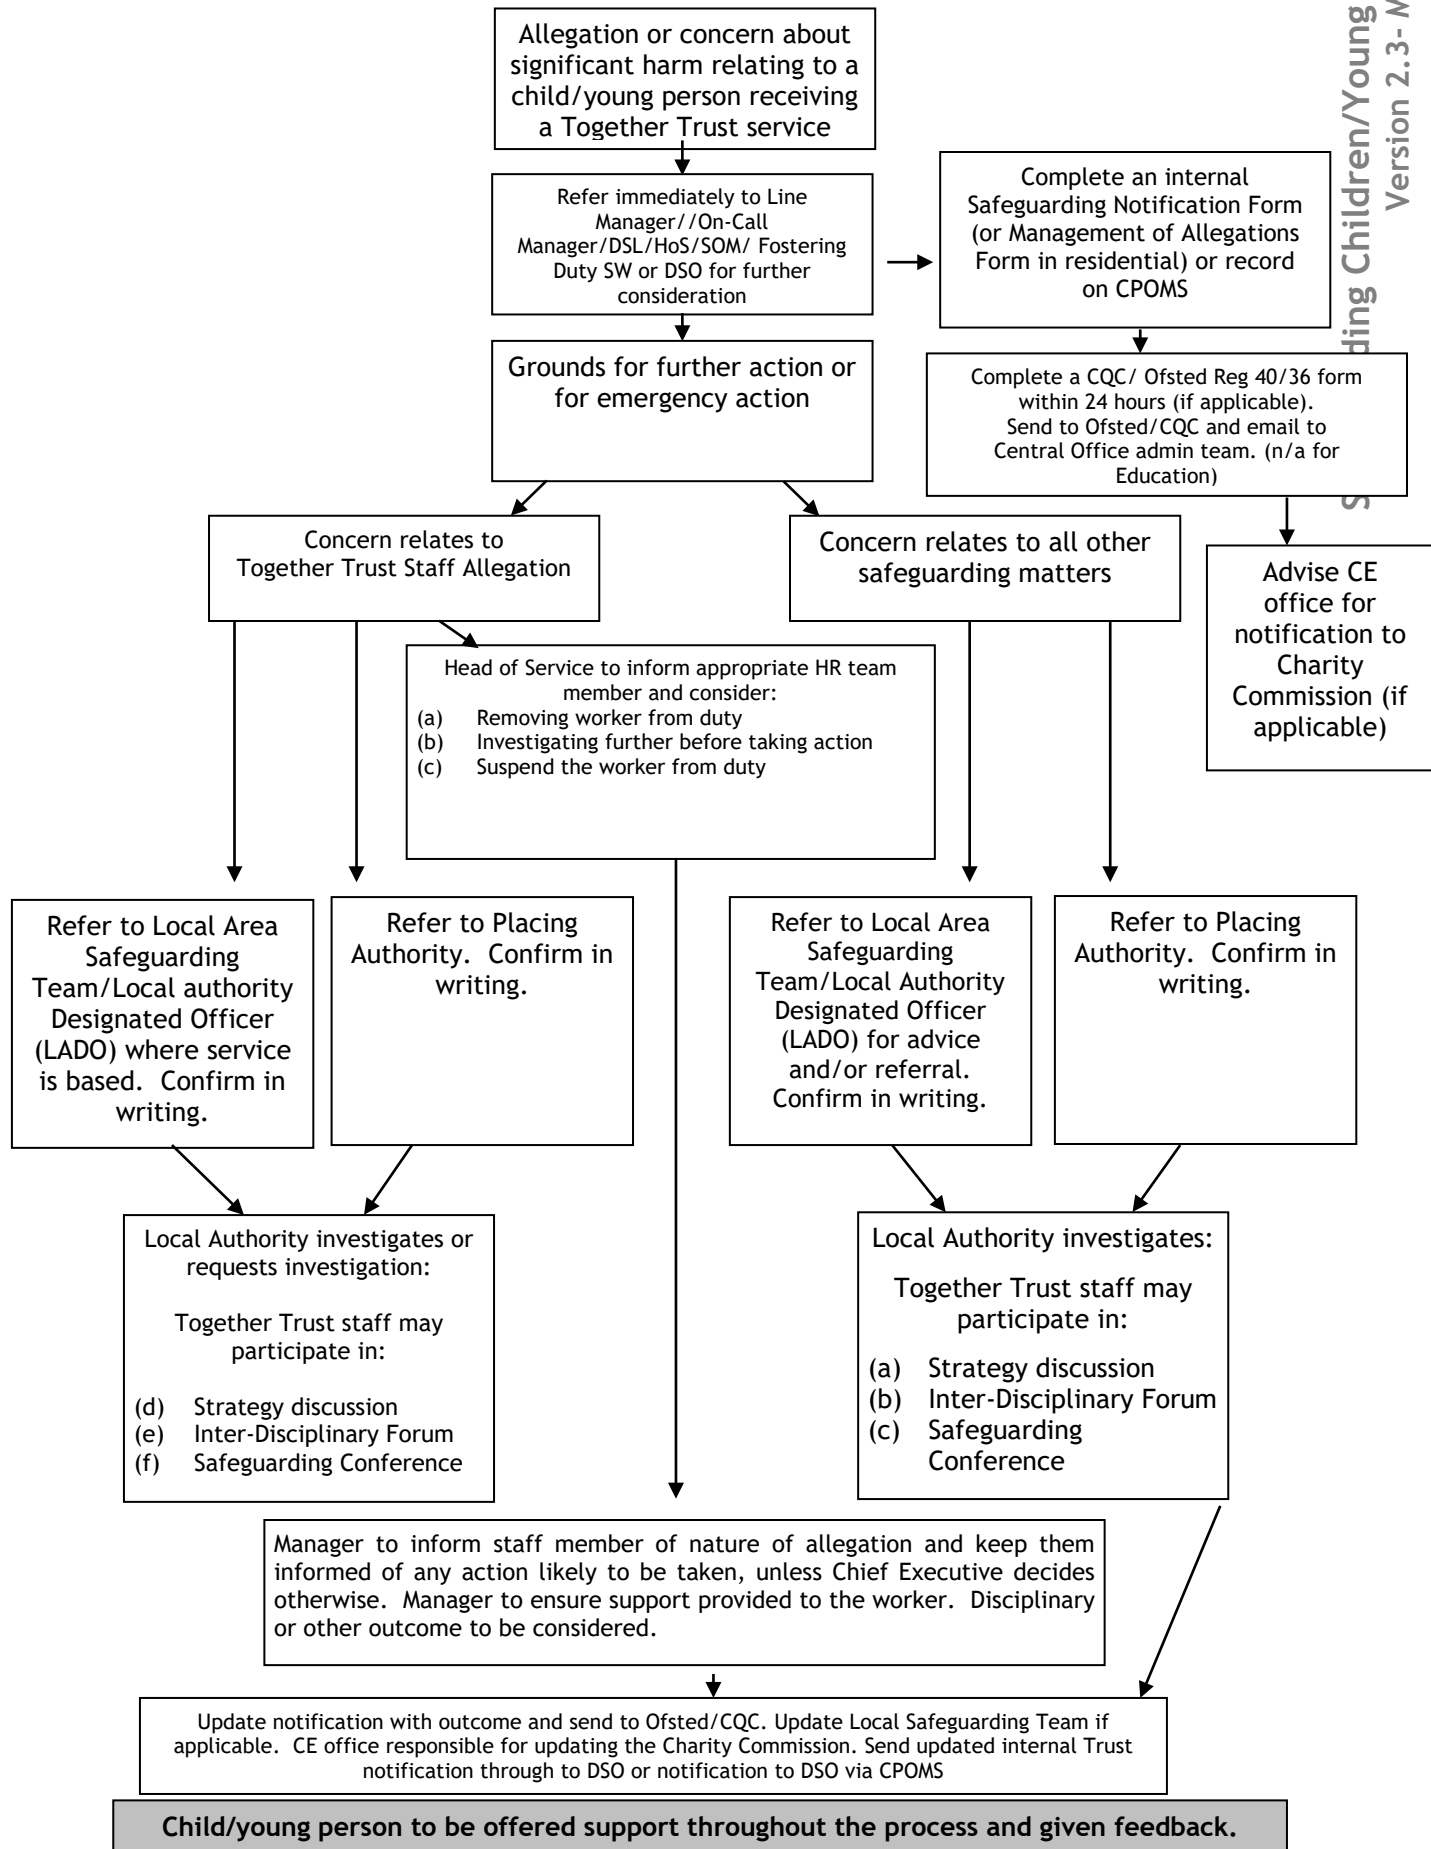 Allegation or concern about
significant harm relating to a
child/young person receiving
a Together Trust service
Refer immediately to Line
Manager//On-Call
Manager/DSL/HoS/SOM/ Fostering
Duty SW or DSO for further
consideration
Complete an internal
Safeguarding Notification Form
(or Management of Allegations
Form in residential) or record
on CPOMS
Grounds for further action or
for emergency action
Complete a CQC/ Ofsted Reg 40/36 form
within 24 hours (if applicable).
Send to Ofsted/CQC and email to
Central Office admin team. (n/a for
Education)
Concern relates to
Together Trust Staff Allegation
Concern relates to all other
safeguarding matters
Advise CE
office for
notification to
Charity
Commission (if
applicable)
Head of Service to inform appropriate HR team
member and consider:
(a) Removing worker from duty
(b) Investigating further before taking action
(c) Suspend the worker from duty
Refer to Local Area
Safeguarding
Team/Local authority
Designated Officer
(LADO) where service
is based. Confirm in
writing.
Refer to Placing
Authority. Confirm in
writing.
Refer to Local Area
Safeguarding
Team/Local Authority
Designated Officer
(LADO) for advice
and/or referral.
Confirm in writing.
Refer to Placing
Authority. Confirm in
writing.
Local Authority investigates or
requests investigation:
Together Trust staff may
participate in:
(d) Strategy discussion
(e) Inter-Disciplinary Forum
(f) Safeguarding Conference
Local Authority investigates:
Together Trust staff may
participate in:
(a) Strategy discussion
(b) Inter-Disciplinary Forum
(c) Safeguarding
Conference
Manager to inform staff member of nature of allegation and keep them
informed of any action likely to be taken, unless Chief Executive decides
otherwise. Manager to ensure support provided to the worker. Disciplinary
or other outcome to be considered.
Update notification with outcome and send to Ofsted/CQC. Update Local Safeguarding Team if
applicable. CE office responsible for updating the Charity Commission. Send updated internal Trust
notification through to DSO or notification to DSO via CPOMS
Child/young person to be offered support throughout the process and given feedback.
ding Children/Young
Version 2.3-